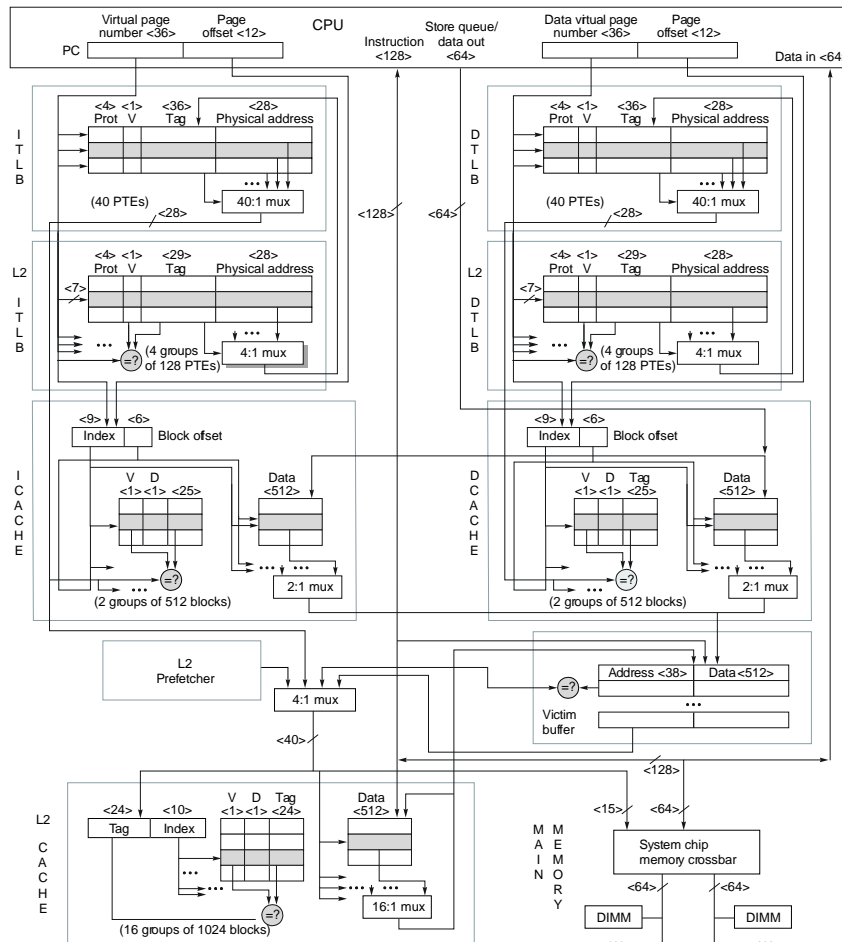 CPU
Virtual page number <36>
Page offset <12>
PC
Instruction <128>
Store queue/ data out <64>
Data virtual page number <36>
Page offset <12>
Data in <64
I T L B
<4> <1> <36> <28>
Prot V Tag Physical address
(40 PTEs)
40:1 mux
<28>
<128>
<64>
D T L B
<4> <1> <36> <28>
Prot V Tag Physical address
(40 PTEs)
40:1 mux
<28>
L2 I T L B
<4> <1> <29> <28>
Prot V Tag Physical address
<7>
=?
(4 groups of 128 PTEs)
4:1 mux
L2 D T L B
<4> <1> <29> <28>
Prot V Tag Physical address
<7>
=?
(4 groups of 128 PTEs)
4:1 mux
I C A C H E
<9> <6>
Index
Block ofset
V D
<1> <1> <25>
Data <512>
=?
2:1 mux
(2 groups of 512 blocks)
D C A C H E
<9> <6>
Index
Block ofset
V D Tag
<1> <1> <25>
Data <512>
=?
2:1 mux
(2 groups of 512 blocks)
L2 Prefetcher
4:1 mux
<40>
=?
Address <38> Data <512>
Victim buffer
<128>
L2 C A C H E
<24> <10>
Tag Index
V D Tag
<1> <1> <24>
Data <512>
=?
16:1 mux
(16 groups of 1024 blocks)
M A I N M E M O R Y
<15> <64>
System chip memory crossbar
<64> <64>
DIMM DIMM